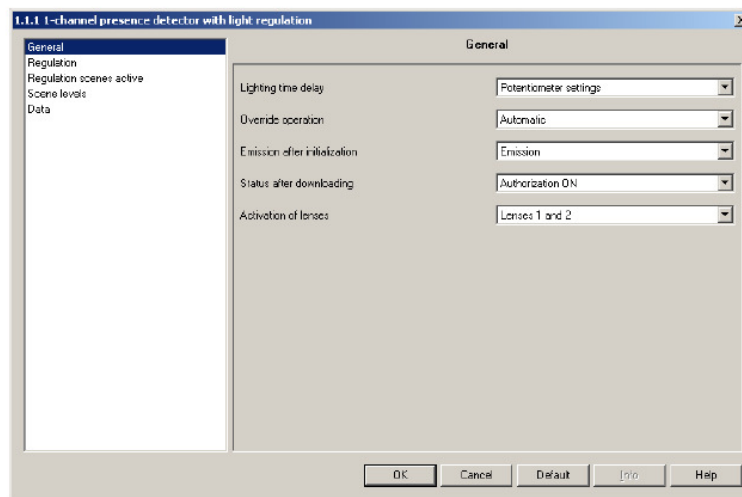 1.1.1 1-channel presence detector with light regulation
General
Regulation
Regulation scenes active
Scene levels
Data
General
Lighting time delay
Potentiometer settings
Override operation
Automatic
Emission after initialization
Emission
Status after downloading
Authorization ON
Activation of lenses
Lenses 1 and 2
OK
Cancel
Default
Info
Help